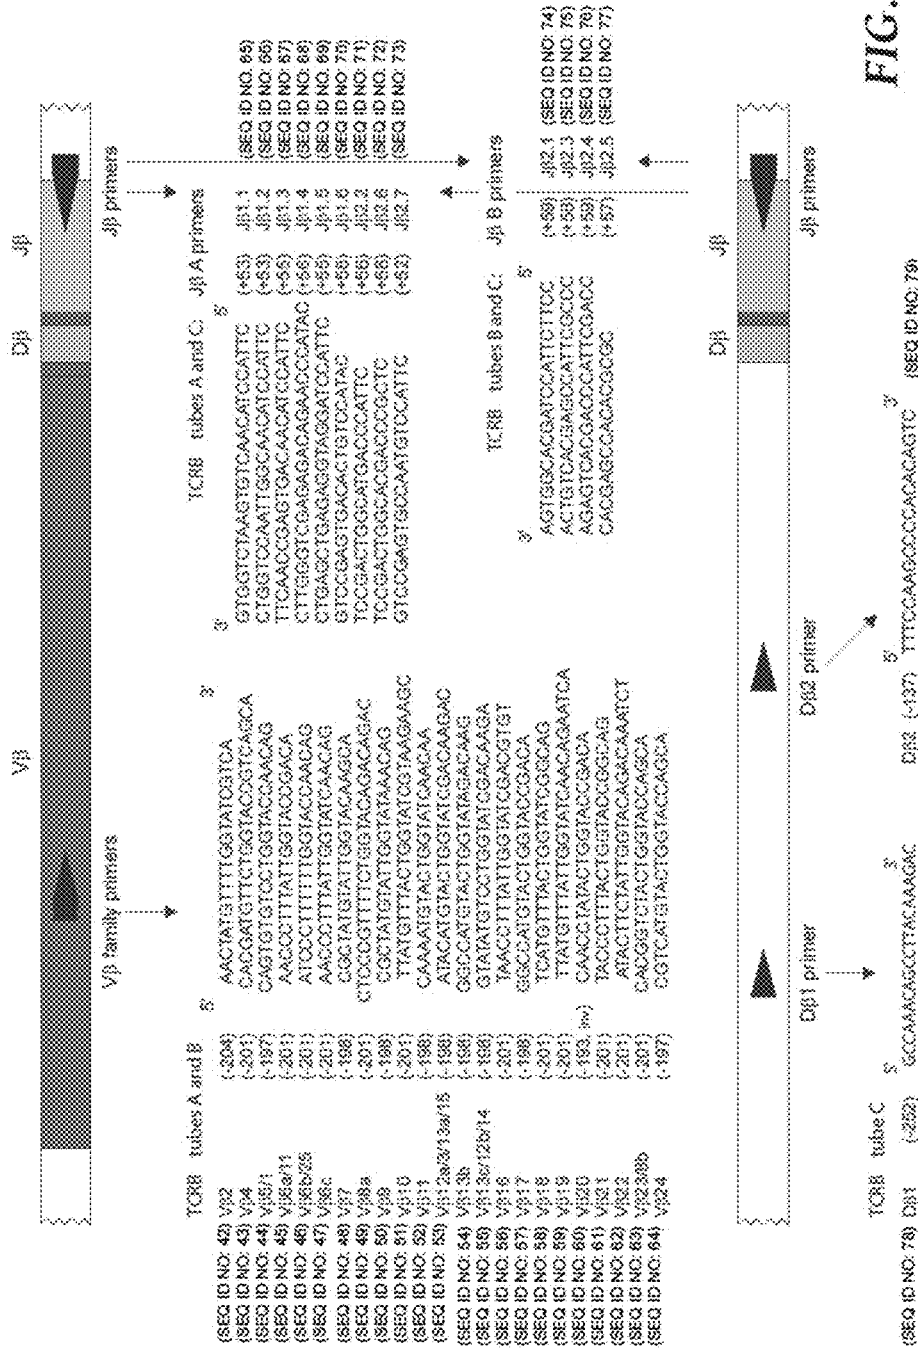 Vβ Dβ Jβ
Vβ family primers Jβ primers
TCRB tubes A and B
5' 3'
(SEQ ID NO: 42) Vβ2 (-204) AACTATGTTTTGGTATCGTCA
(SEQ ID NO: 43) Vβ4 (-201) CACGATGTTCTGGTACCGTCAGCA
(SEQ ID NO: 44) Vβ5/1 (-197) CAGTGTGTCCTGGTACCAACAG
(SEQ ID NO: 45) Vβ6a/11 (-201) AACCCTTTATTGGTACCGACA
(SEQ ID NO: 46) Vβ6b/25 (-201) ATCCCTTTTTTGGTACCAACAG
(SEQ ID NO: 47) Vβ6c (-201) AACCCTTTATTGGTATCAACAG
(SEQ ID NO: 48) Vβ7 (-198) CGCTATGTATTGGTACAAGCA
(SEQ ID NO: 49) Vβ8a (-201) CTCCCGTTTTCTGGTACAGACAGAC
(SEQ ID NO: 50) Vβ9 (-201) CGCTATGTATTGGTATAAACAG
(SEQ ID NO: 51) Vβ10 (-201) TTATGTTTACTGGTATCGTAAGAAGC
(SEQ ID NO: 52) Vβ11 (-198) CAAAATGTACTGGTATCAACAA
(SEQ ID NO: 53) Vβ12a/3/13a/15 (-198) ATACATGTACTGGTATCGACAAGAC
(SEQ ID NO: 54) Vβ13b (-198) GGCCATGTACTGGTATAGACAAG
(SEQ ID NO: 55) Vβ13c/12b/14 (-198) GTATATGTCCTGGTATCGACAAGA
(SEQ ID NO: 56) Vβ16 (-201) TAACCTTTATTGGTATCGACGTGT
(SEQ ID NO: 57) Vβ17 (-198) GGCCATGTACTGGTACCGACA
(SEQ ID NO: 58) Vβ18 (-201) TCATGTTTACTGGTATCGGCAG
(SEQ ID NO: 59) Vβ19 (-201) TTATGTTTATTGGTATCAACAGAATCA
(SEQ ID NO: 60) Vβ20 (-193, iv) CAACCTATACTGGTACCGACA
(SEQ ID NO: 61) Vβ21 (-201) TACCCTTTACTGGTACCGGCAG
(SEQ ID NO: 62) Vβ22 (-201) ATACTTCTATTGGTACAGACAAATCT
(SEQ ID NO: 63) Vβ23/8b (-201) CACGGTCTACTGGTACCAGCA
(SEQ ID NO: 64) Vβ24 (-197) CGTCATGTACTGGTACCAGCA
TCRB tubes A and C: Jβ A primers
3' 5'
GTGGTCTAAGTGTCAACATCCATTC (+53) Jβ1.1 (SEQ ID NO: 65)
CTGGTCCAATTGGCAACATCCATTC (+53) Jβ1.2 (SEQ ID NO: 66)
TTCAACCGAGTGACAACATCCATTC (+55) Jβ1.3 (SEQ ID NO: 67)
CTTGGGTCGAGAGAACAGAACCATAC (+56) Jβ1.4 (SEQ ID NO: 68)
CTGAGCTGAGAGGTAGGATCCATTC (+55) Jβ1.5 (SEQ ID NO: 69)
GTCCGAGTGACACTGTCCATAC (+56) Jβ1.6 (SEQ ID NO: 70)
TCCGACTGGCATGACCCATTC (+55) Jβ2.2 (SEQ ID NO: 71)
TCCGACTGGCACGACCCGCTC (+56) Jβ2.6 (SEQ ID NO: 72)
GTCCGAGTGCCAATGTCCATTC (+52) Jβ2.7 (SEQ ID NO: 73)
TCRB tubes B and C: Jβ B primers
3' 5'
AGTGGCACGATCCATTCTTCC (+59) Jβ2.1 (SEQ ID NO: 74)
ACTGTCACGAGCCATTCGCCC (+58) Jβ2.3 (SEQ ID NO: 75)
AGAGTCACGACCCATTCGACC (+58) Jβ2.4 (SEQ ID NO: 76)
CACGAGCCACACGCGC (+57) Jβ2.5 (SEQ ID NO: 77)
Dβ Jβ
Dβ1 primer Dβ2 primer Jβ primers
TCRB tube C
5' 3' 5' 3'
(SEQ ID NO: 78) Dβ1 (-252) GCCAAACAGCCTTACAAAGAC Dβ2 (-137) TTTCCAAGCCCCACACAGTC (SEQ ID NO: 79)
FIG.